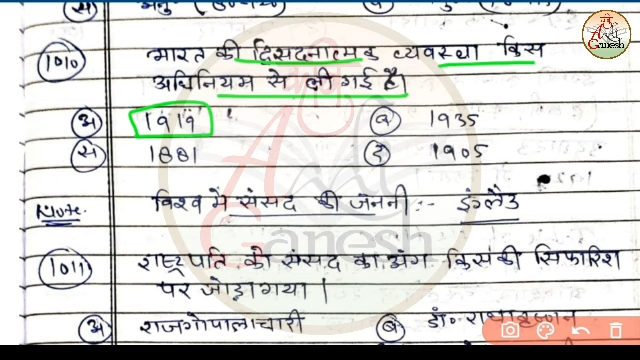 1010 भारत की द्विसदनात्मक व्यवस्था किस
अधिनियम से ली गई है।
अ 1919 ब 1935
स 1881 द 1905
Note. विश्व में संसद की जननी :- इंग्लैंड
1011 राष्ट्रपति को संसद का अंग किसकी सिफारिश
पर जोड़ा गया।
अ राजगोपालाचारी ब डॉ॰ राधाकृष्णन
Ganesh